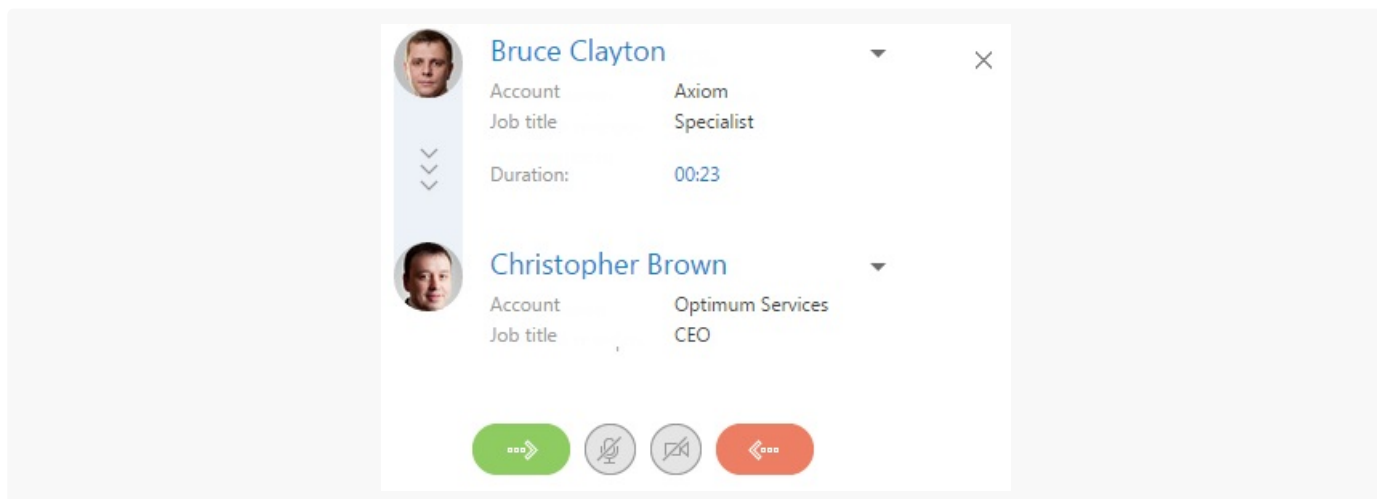 Bruce Clayton
Account Axiom
Job title Specialist
Duration: 00:23
Christopher Brown
Account Optimum Services
Job title CEO